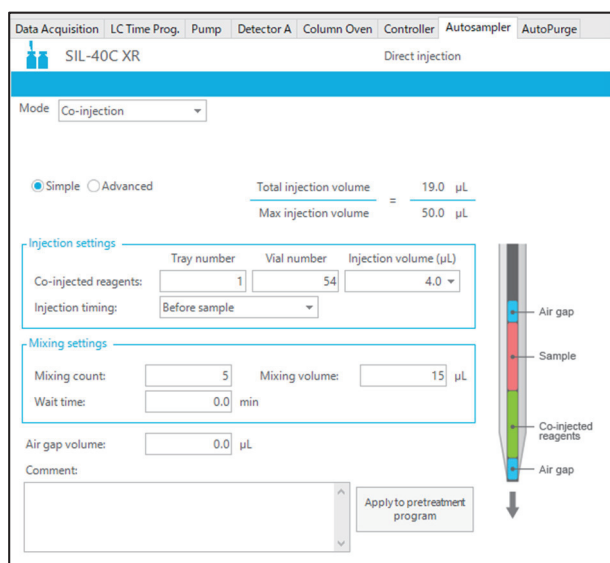 Data Acquisition LC Time Prog. Pump Detector A Column Oven Controller Autosampler AutoPurge
SIL-40C XR Direct injection
Mode Co-injection
Simple Advanced
Total injection volume = 19.0 µL
Max injection volume 50.0 µL
Injection settings
Tray number Vial number Injection volume (µL)
Co-injected reagents: 1 54 4.0
Injection timing: Before sample
Mixing settings
Mixing count: 5 Mixing volume: 15 µL
Wait time: 0.0 min
Air gap volume: 0.0 µL
Comment:
Apply to pretreatment
program
Air gap
Sample
Co-injected
reagents
Air gap